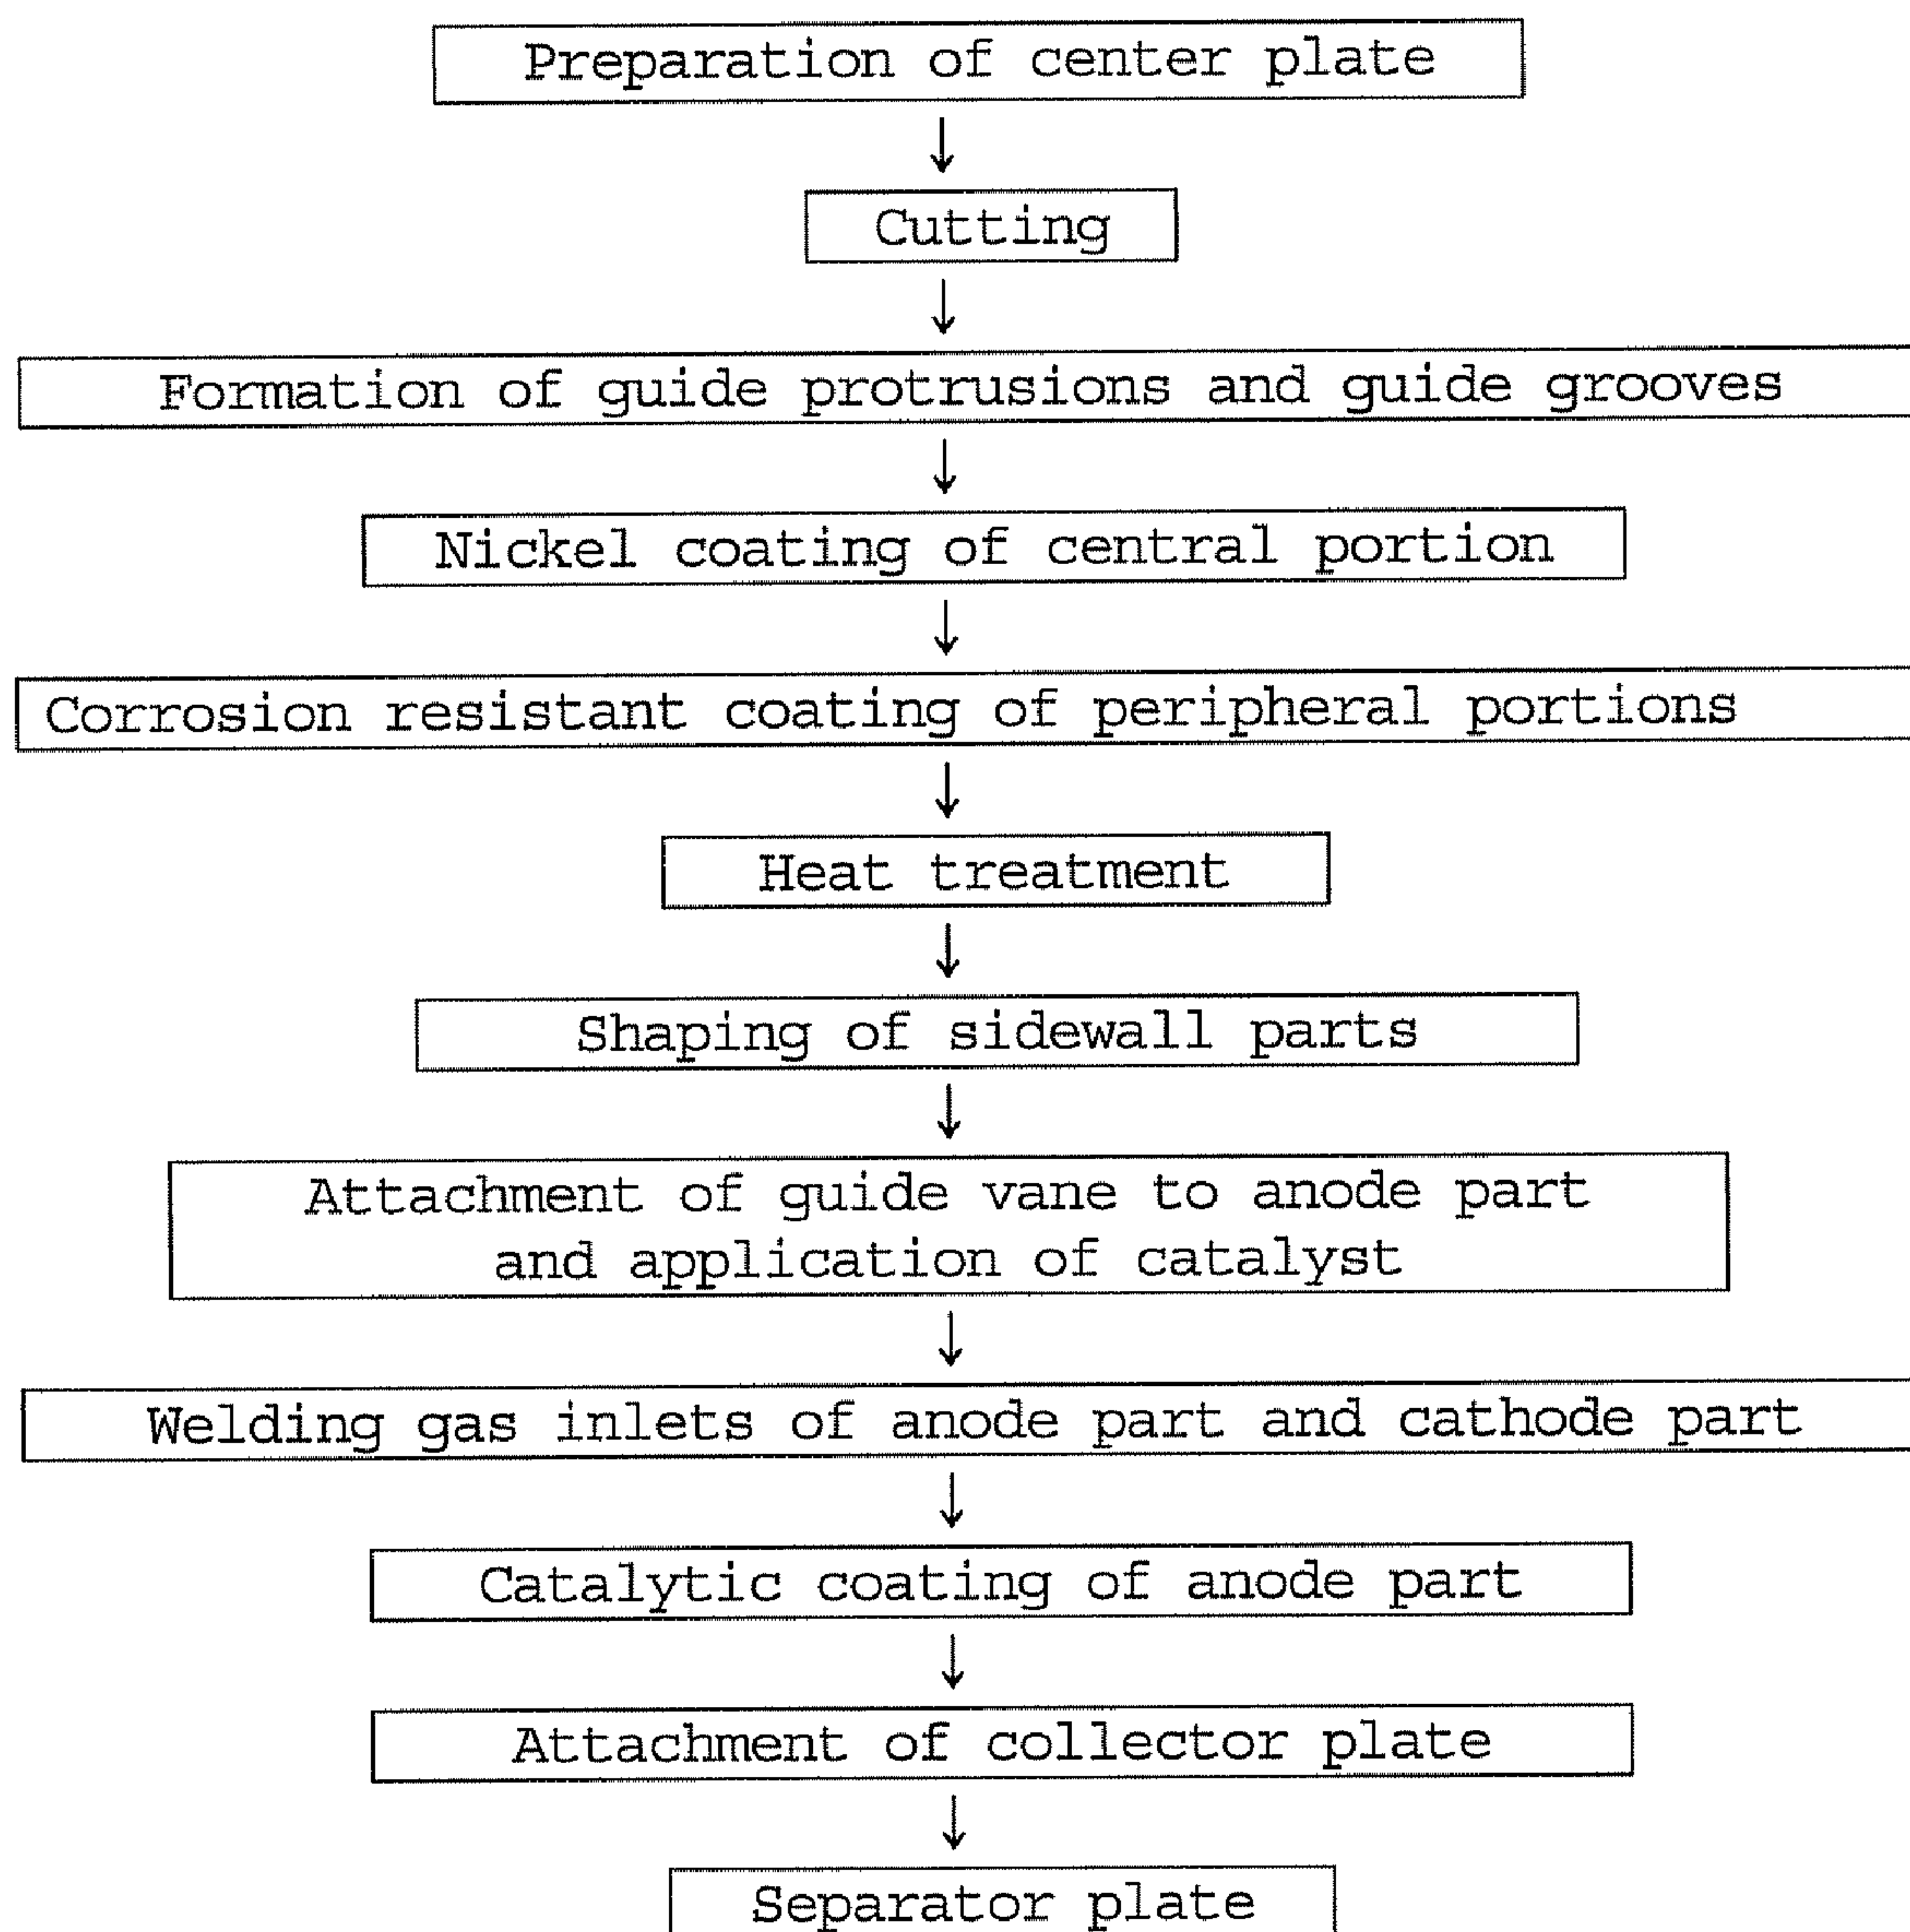 Preparation of center plate
Cutting
Formation of guide protrusions and guide grooves
Nickel coating of central portion
Corrosion resistant coating of peripheral portions
Heat treatment
Shaping of sidewall parts
Attachment of guide vane to anode part
and application of catalyst
Welding gas inlets of anode part and cathode part
Catalytic coating of anode part
Attachment of collector plate
Separator plate